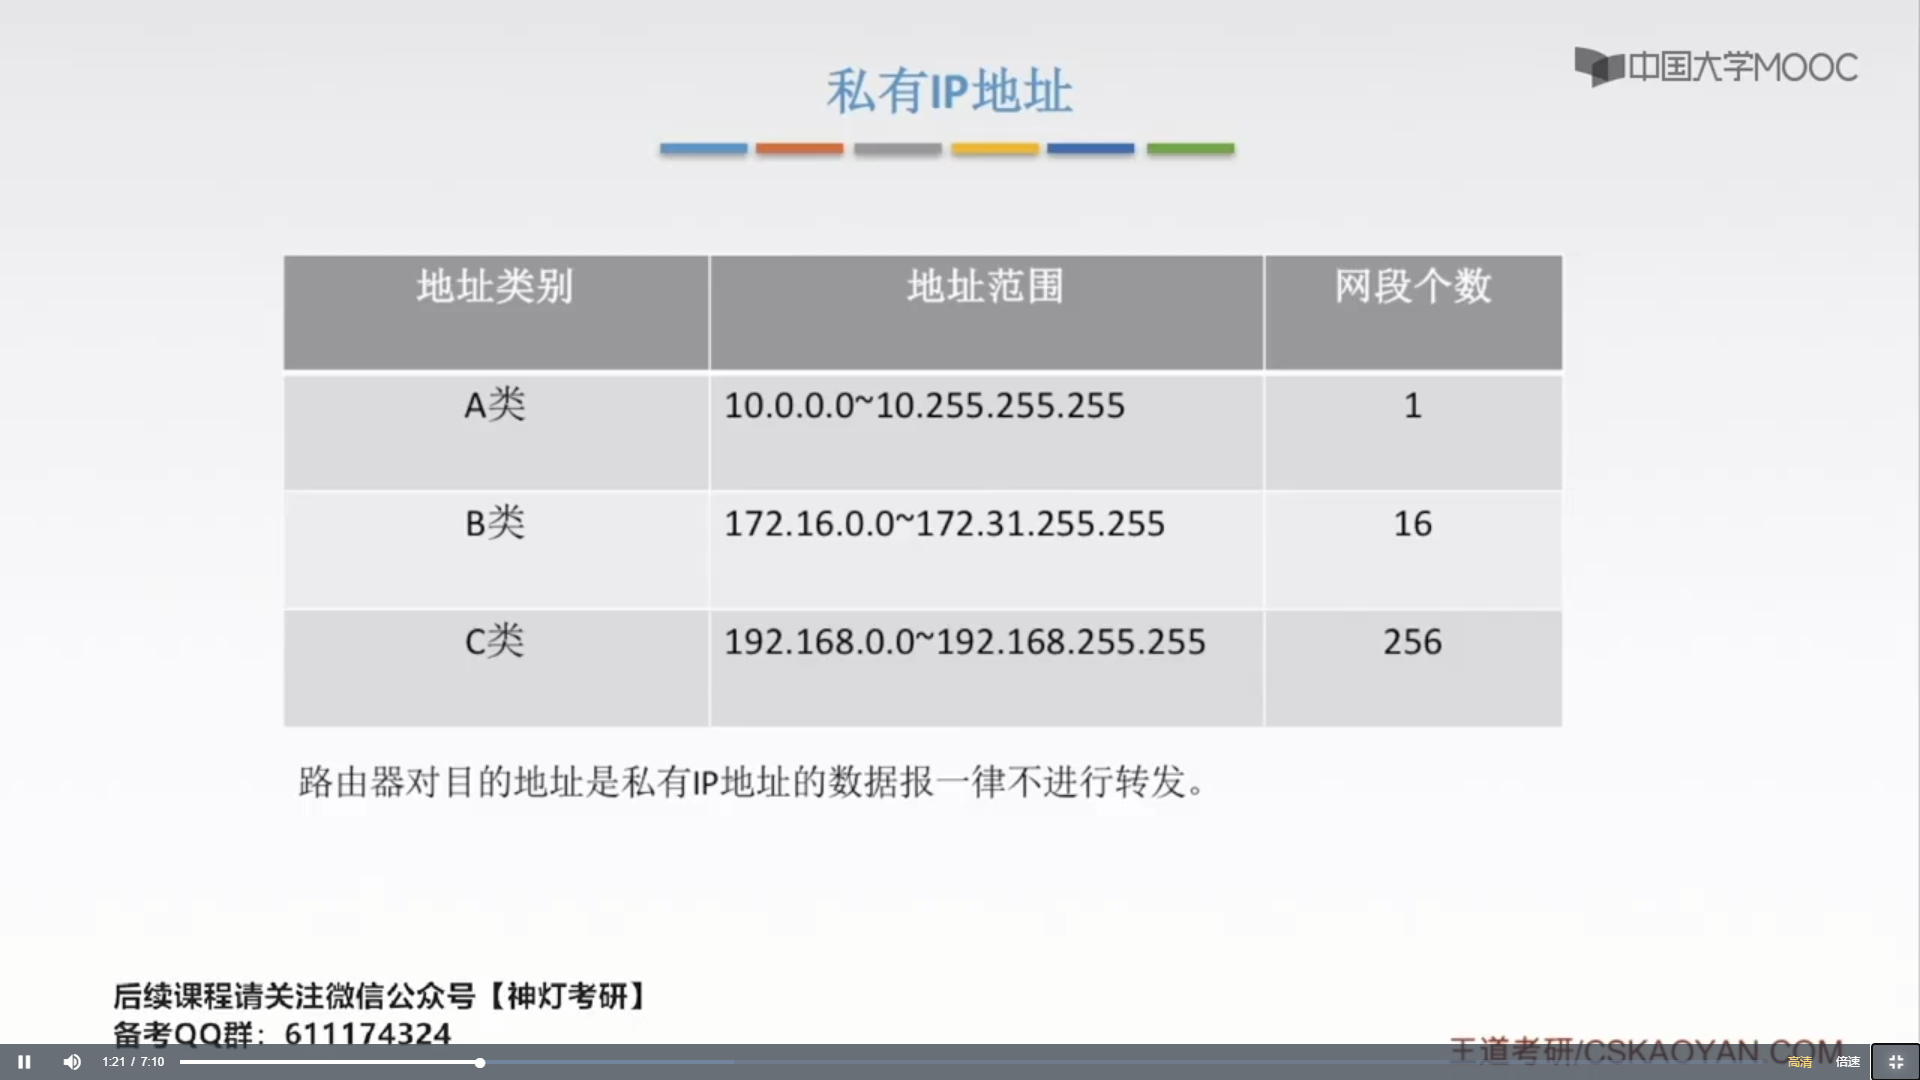 中国大学MOOC
私有IP地址
地址类别 地址范围 网段个数
A类 10.0.0.0~10.255.255.255 1
B类 172.16.0.0~172.31.255.255 16
C类 192.168.0.0~192.168.255.255 256
路由器对目的地址是私有IP地址的数据报一律不进行转发。
后续课程请关注微信公众号【神灯考研】
备考QQ群：611174324
王道考研/CSKAOYAN.COM
1:21 / 7:10 高清 倍速